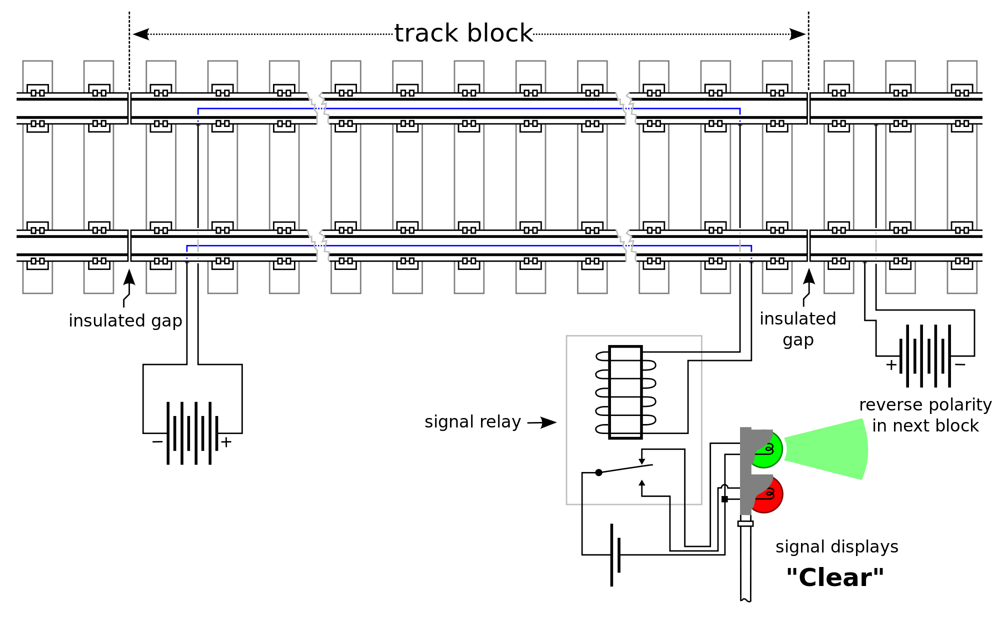 track block
insulated gap
insulated
gap
+
−
reverse polarity
in next block
signal relay
−
+
signal displays
"Clear"